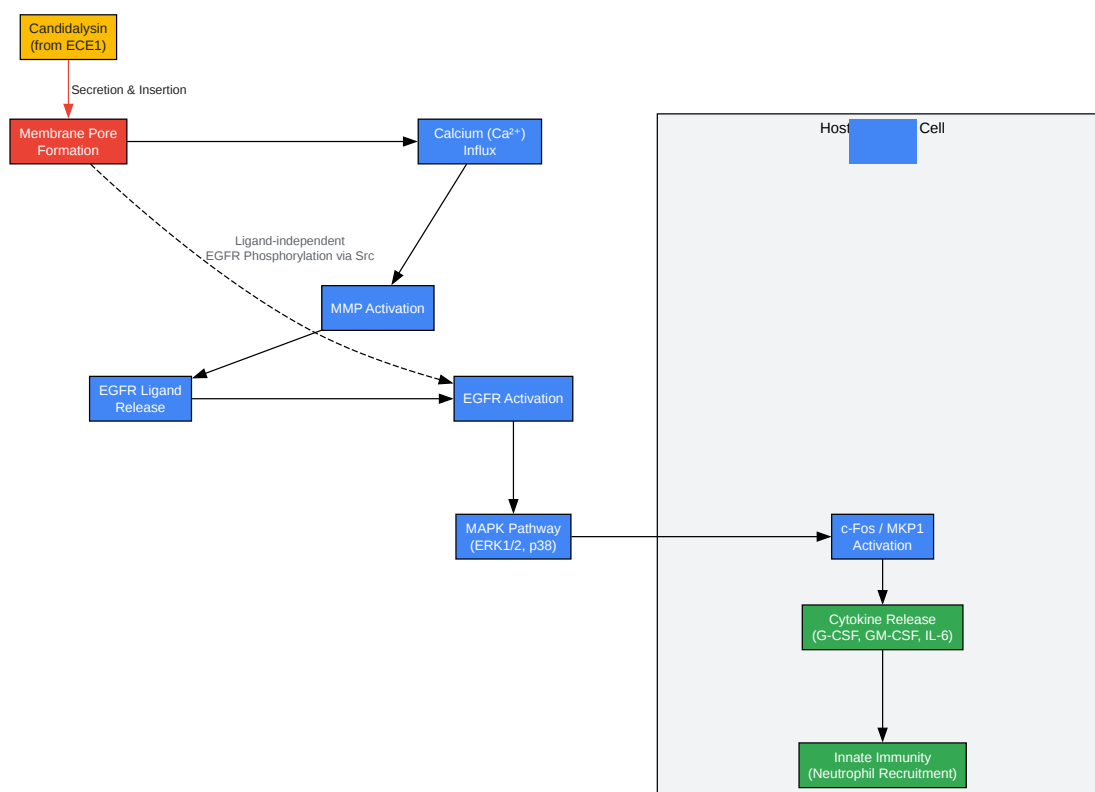 Candidalysin
(from ECE1)
Secretion & Insertion
Membrane Pore
Formation
Calcium (Ca²⁺)
Influx
Host
Cell
Ligand-independent
EGFR Phosphorylation via Src
MMP Activation
EGFR Ligand
Release
EGFR Activation
MAPK Pathway
(ERK1/2, p38)
c-Fos / MKP1
Activation
Cytokine Release
(G-CSF, GM-CSF, IL-6)
Innate Immunity
(Neutrophil Recruitment)